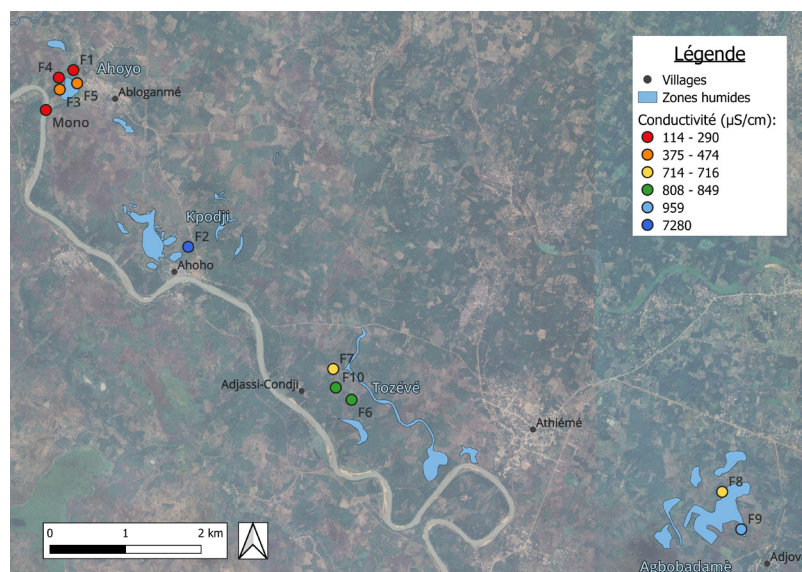 Légende
Villages
Zones humides
Conductivité (µS/cm):
114 - 290
375 - 474
714 - 716
808 - 849
959
7280
F4
F1
Ahoyo
F3
F5
Abloganmé
Mono
Kpodji
F2
Ahoho
F7
F10
Adjassi-Condji
Tozévé
F6
Athiémé
F8
F9
Agbobadamè
Adjov
0
1
2 km